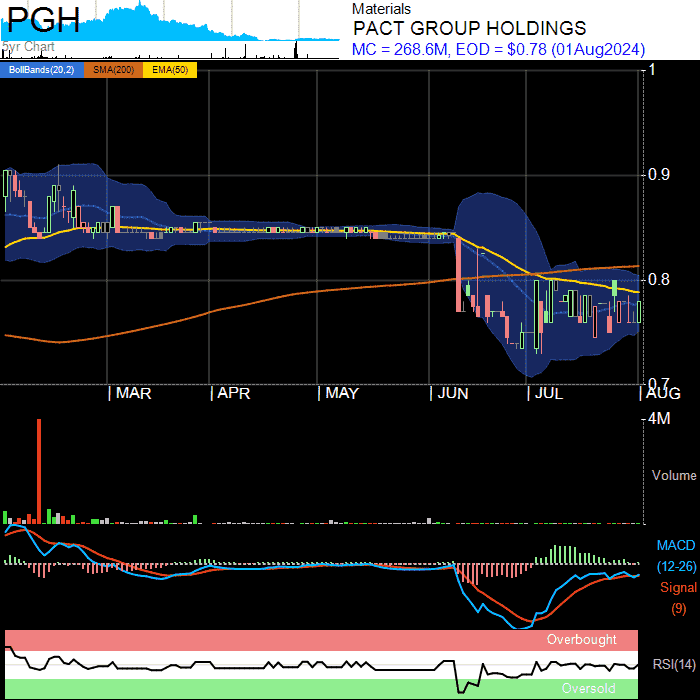 PGH
5yr Chart
Materials
PACT GROUP HOLDINGS
MC = 268.6M, EOD = $0.78 (01Aug2024)
BollBands(20,2) SMA(200) EMA(50)
1
0.9
0.8
0.7
MAR APR MAY JUN JUL AUG
4M
Volume
MACD
(12-26)
Signal
(9)
Overbought
RSI(14)
Oversold